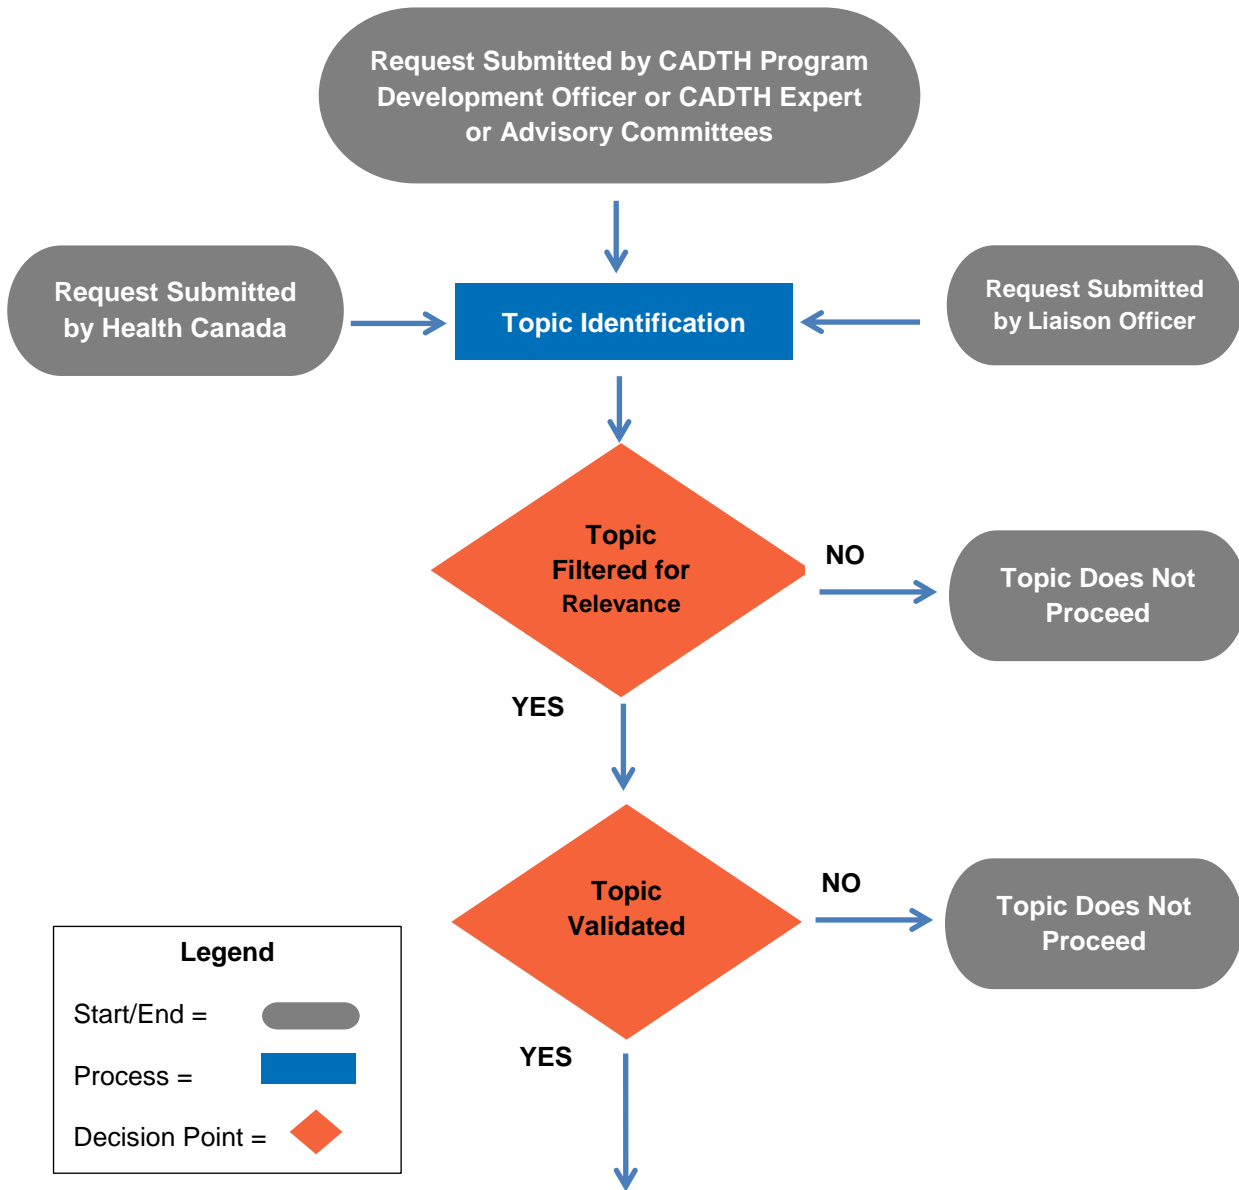 Request Submitted by CADTH Program
Development Officer or CADTH Expert
or Advisory Committees
Request Submitted
by Health Canada
Topic Identification
Request Submitted
by Liaison Officer
Topic
Filtered for
Relevance
NO
Topic Does Not
Proceed
YES
Topic
Validated
NO
Topic Does Not
Proceed
YES
Legend
Start/End =
Process =
Decision Point =